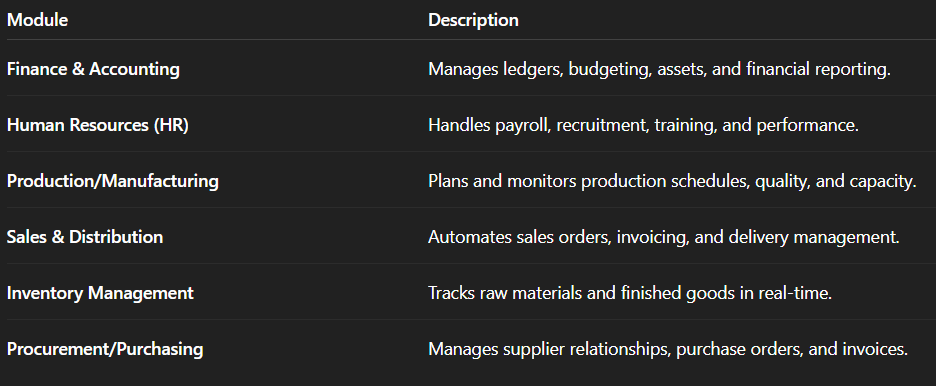 Module Description
Finance & Accounting Manages ledgers, budgeting, assets, and financial reporting.
Human Resources (HR) Handles payroll, recruitment, training, and performance.
Production/Manufacturing Plans and monitors production schedules, quality, and capacity.
Sales & Distribution Automates sales orders, invoicing, and delivery management.
Inventory Management Tracks raw materials and finished goods in real-time.
Procurement/Purchasing Manages supplier relationships, purchase orders, and invoices.